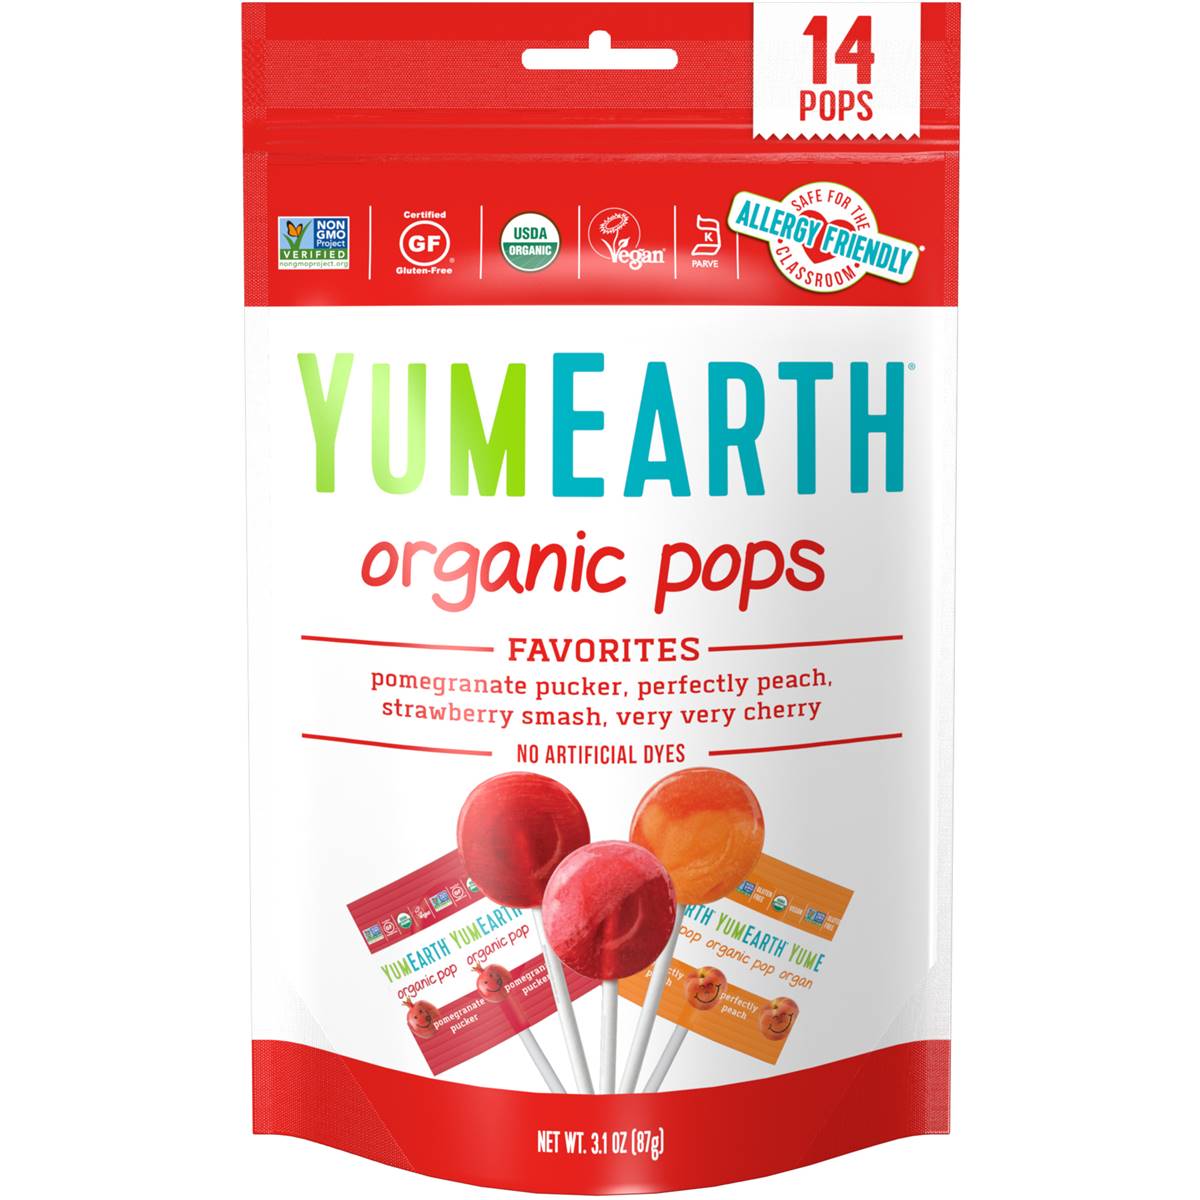 14
POPS
NON
GMO
Project
VERIFIED
nongmoproject.org
Certified
GF
Gluten-Free
USDA
ORGANIC
Vegan
K
PARVE
SAFE FOR THE
ALLERGY FRIENDLY
CLASSROOM
YUMEARTH®
organic pops
FAVORITES
pomegranate pucker, perfectly peach,
strawberry smash, very very cherry
NO ARTIFICIAL DYES
YUMEARTH YUMEARTH
organic pop organic pop
pomegranate
pucker
pomegran
pucker
RTH YUMEARTH YUME
pop organic pop organ
perfectly
peach
NET WT. 3.1 OZ (87g)